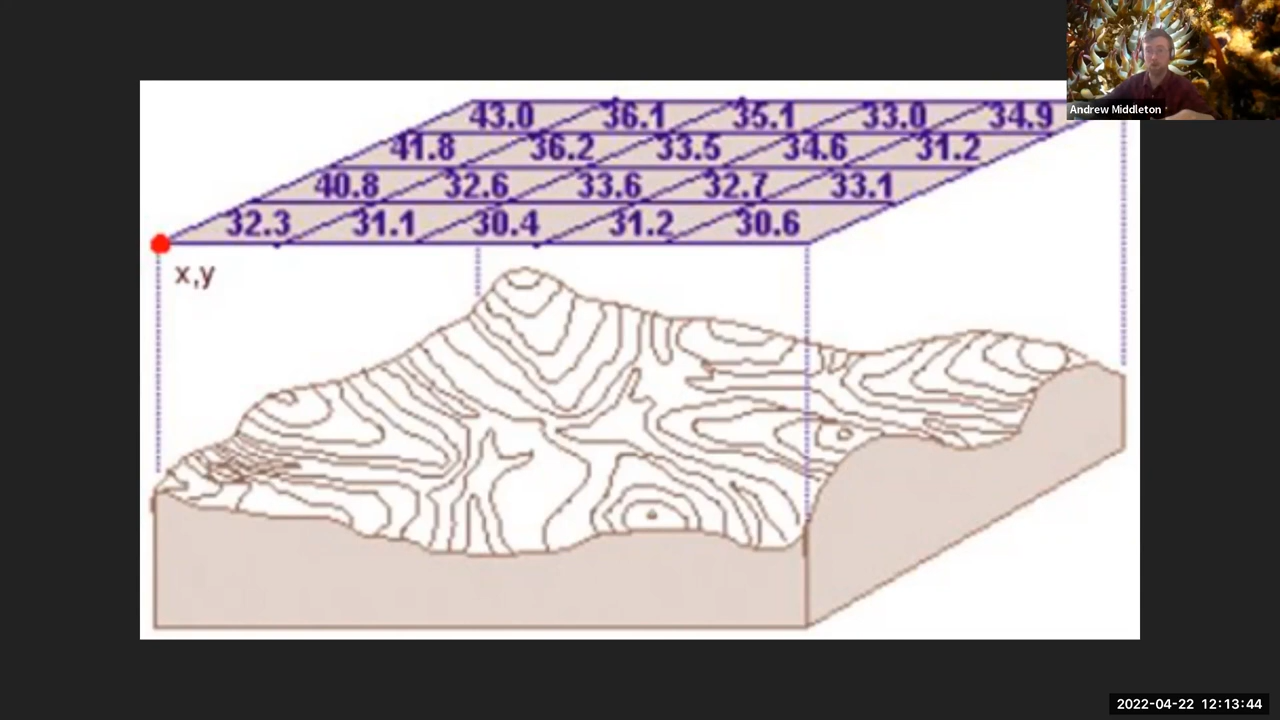 Andrew Middleton
43.0 36.1 35.1 33.0 34.9
41.8 36.2 33.5 34.6 31.2
40.8 32.6 33.6 32.7 33.1
32.3 31.1 30.4 31.2 30.6
x,y
2022-04-22 12:13:44